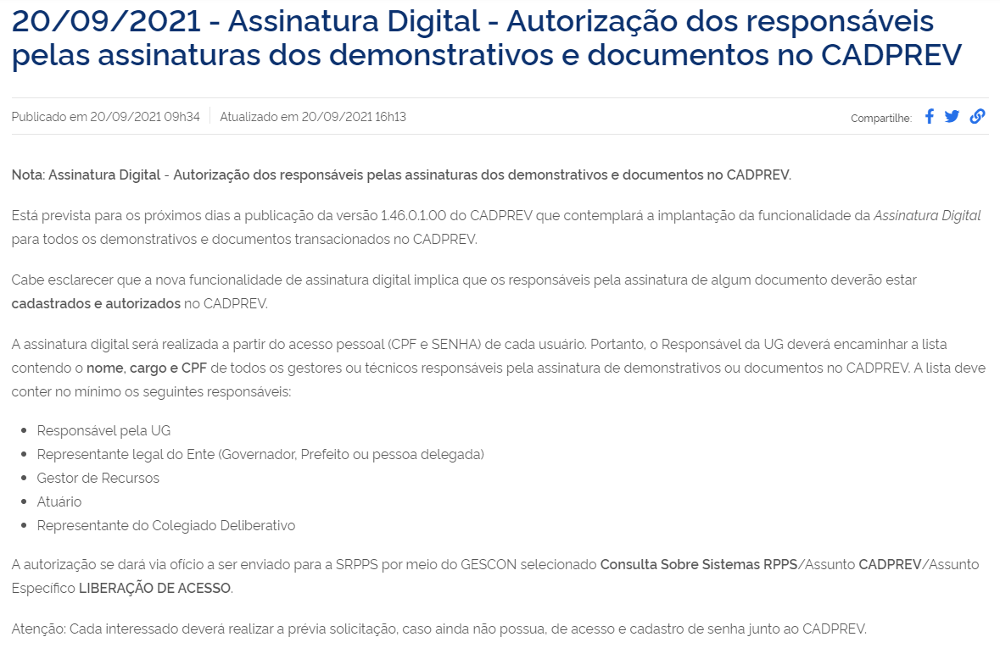 20/09/2021 - Assinatura Digital - Autorização dos responsáveis
pelas assinaturas dos demonstrativos e documentos no CADPREV
Publicado em 20/09/2021 09h34 Atualizado em 20/09/2021 16h13 Compartilhe:
Nota: Assinatura Digital - Autorização dos responsáveis pelas assinaturas dos demonstrativos e documentos no CADPREV.
Está prevista para os próximos dias a publicação da versão 1.46.0.1.00 do CADPREV que contemplará a implantação da funcionalidade da Assinatura Digital
para todos os demonstrativos e documentos transacionados no CADPREV.
Cabe esclarecer que a nova funcionalidade de assinatura digital implica que os responsáveis pela assinatura de algum documento deverão estar
cadastrados e autorizados no CADPREV.
A assinatura digital será realizada a partir do acesso pessoal (CPF e SENHA) de cada usuário. Portanto, o Responsável da UG deverá encaminhar a lista
contendo o nome, cargo e CPF de todos os gestores ou técnicos responsáveis pela assinatura de demonstrativos ou documentos no CADPREV. A lista deve
conter no mínimo os seguintes responsáveis:
• Responsável pela UG
• Representante legal do Ente (Governador, Prefeito ou pessoa delegada)
• Gestor de Recursos
• Atuário
• Representante do Colegiado Deliberativo
A autorização se dará via ofício a ser enviado para a SRPPS por meio do GESCON selecionado Consulta Sobre Sistemas RPPS/Assunto CADPREV/Assunto
Específico LIBERAÇÃO DE ACESSO.
Atenção: Cada interessado deverá realizar a prévia solicitação, caso ainda não possua, de acesso e cadastro de senha junto ao CADPREV.